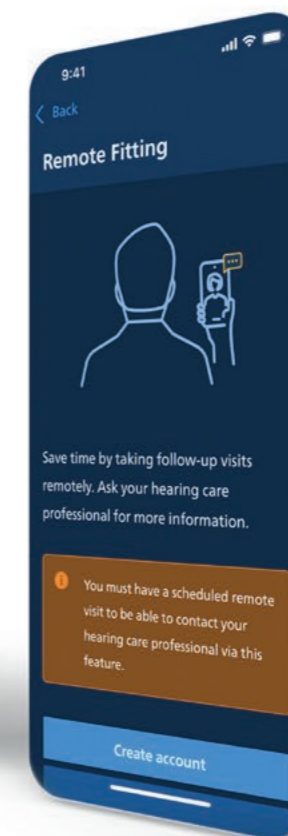 9:41
Back
Remote Fitting
Save time by taking follow-up visits
remotely. Ask your hearing care
professional for more information.
You must have a scheduled remote
visit to be able to contact your
hearing care professional via this
feature.
Create account